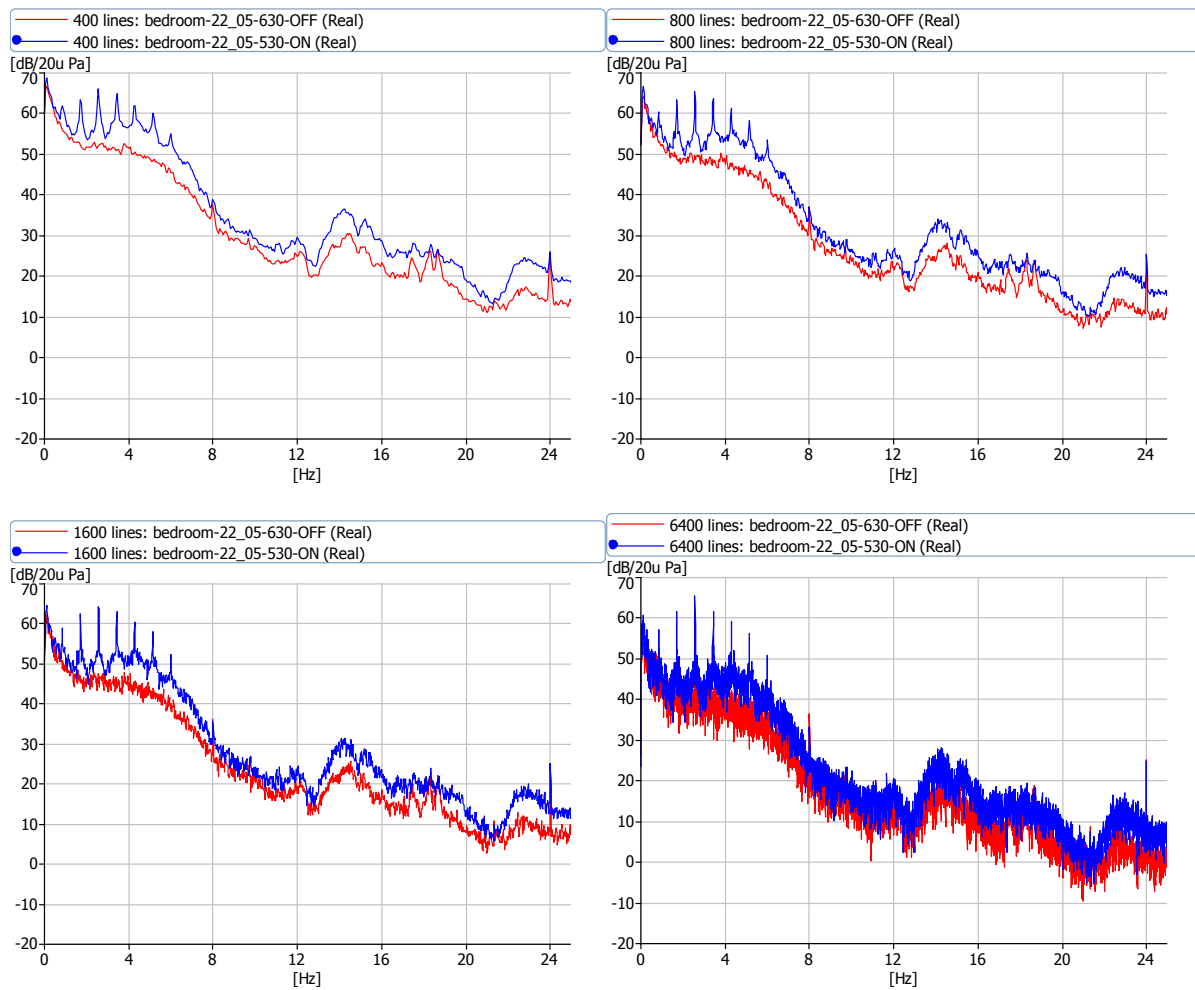 400 lines: bedroom-22_05-630-OFF (Real)
400 lines: bedroom-22_05-530-ON (Real)
[dB/20u Pa]
70
60
50
40
30
20
10
0
-10
-20
0 4 8 12 16 20 24
[Hz]
800 lines: bedroom-22_05-630-OFF (Real)
800 lines: bedroom-22_05-530-ON (Real)
[dB/20u Pa]
70
60
50
40
30
20
10
0
-10
-20
0 4 8 12 16 20 24
[Hz]
1600 lines: bedroom-22_05-630-OFF (Real)
1600 lines: bedroom-22_05-530-ON (Real)
[dB/20u Pa]
70
60
50
40
30
20
10
0
-10
-20
0 4 8 12 16 20 24
[Hz]
6400 lines: bedroom-22_05-630-OFF (Real)
6400 lines: bedroom-22_05-530-ON (Real)
[dB/20u Pa]
70
60
50
40
30
20
10
0
-10
-20
0 4 8 12 16 20 24
[Hz]